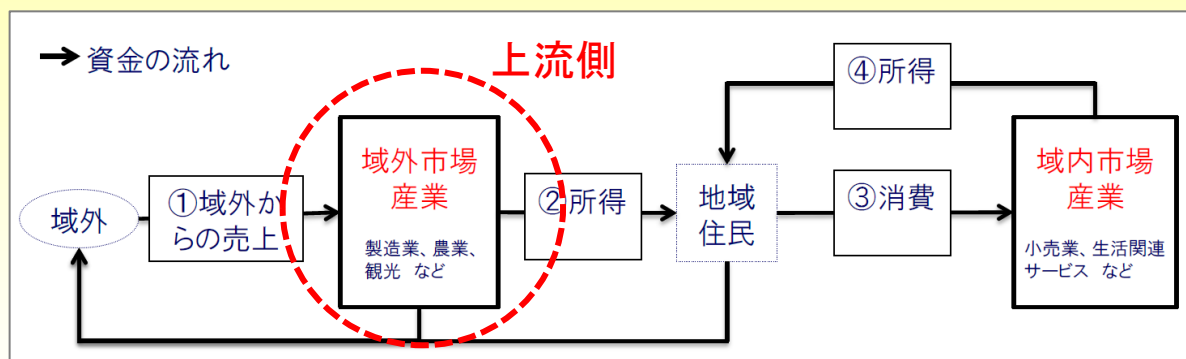 資金の流れ
上流側
④所得
域外市場
産業
製造業、農業、
観光 など
域内市場
産業
小売業、生活関連
サービス など
域外
①域外か
らの売上
②所得
地域
住民
③消費